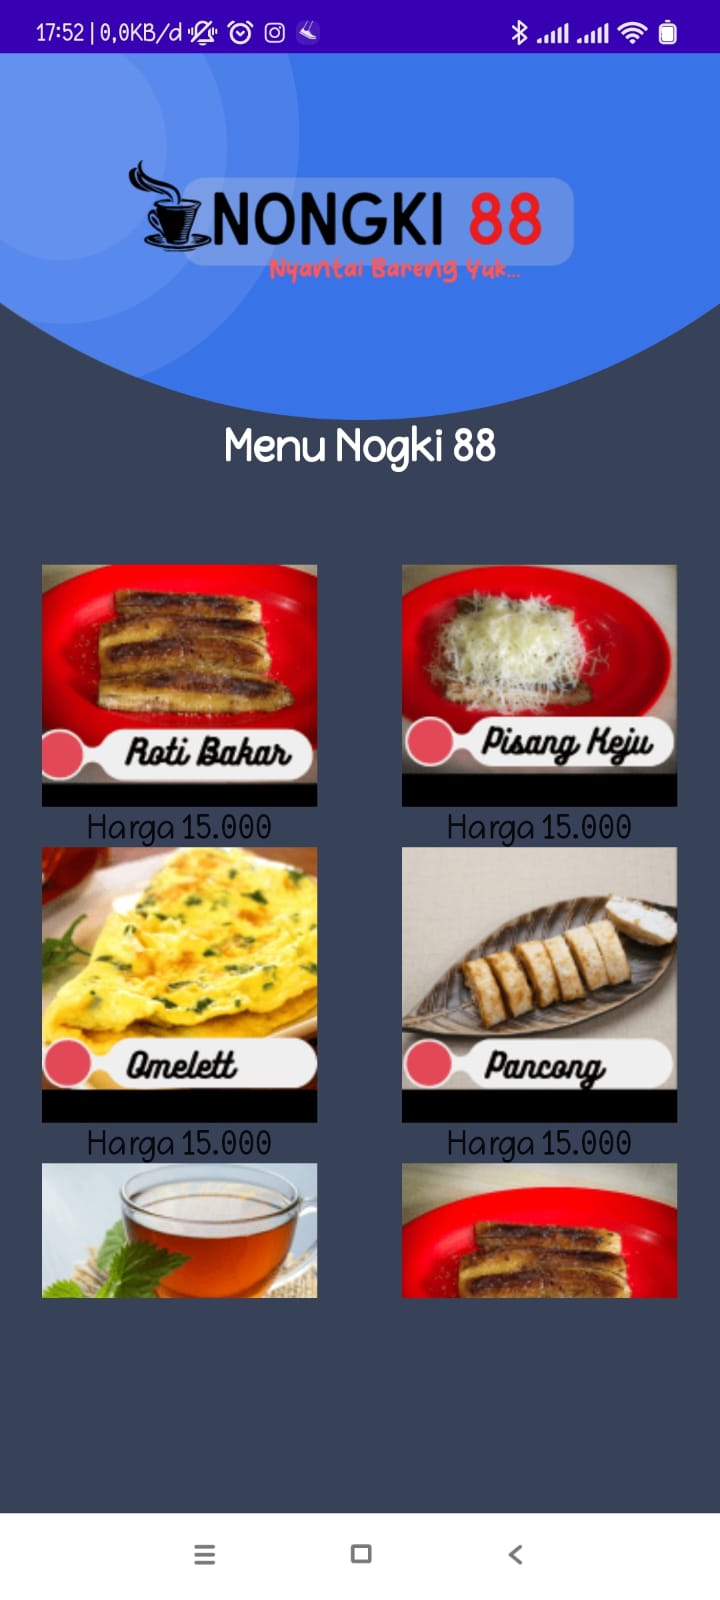 17:52 | 0,0KB/d
NONGKI 88
Nyantai Bareng Yuk...
Menu Nogki 88
Roti Bakar
Pisang Keju
Harga 15.000
Harga 15.000
Omelett
Pancong
Harga 15.000
Harga 15.000